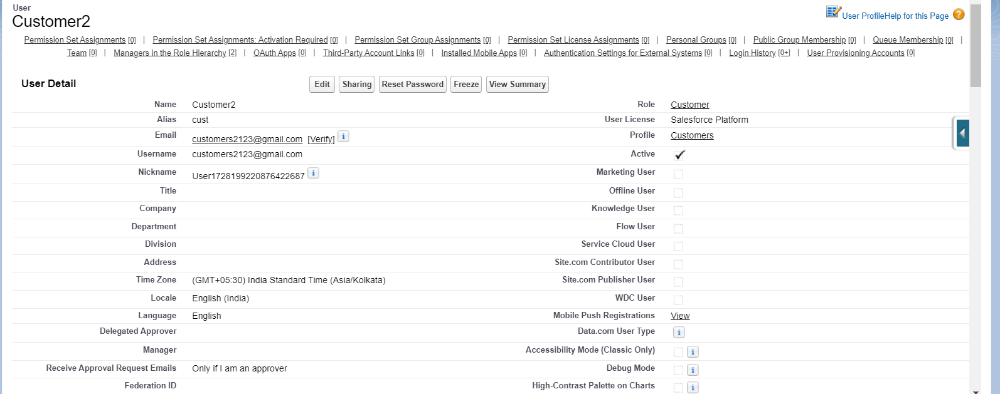 User
Customer2
User Profile Help for this Page ?
Permission Set Assignments [0] | Permission Set Assignments: Activation Required [0] | Permission Set Group Assignments [0] | Permission Set License Assignments [0] | Personal Groups [0] | Public Group Membership [0] | Queue Membership [0] |
Team [0] | Managers in the Role Hierarchy [2] | OAuth Apps [0] | Third-Party Account Links [0] | Installed Mobile Apps [0] | Authentication Settings for External Systems [0] | Login History [0+] | User Provisioning Accounts [0]
User Detail Edit Sharing Reset Password Freeze View Summary
Name Customer2 Role Customer
Alias cust User License Salesforce Platform
Email customers2123@gmail.com [Verify] i Profile Customers
Username customers2123@gmail.com Active
Nickname User1728199220876422687 i Marketing User
Title Offline User
Company Knowledge User
Department Flow User
Division Service Cloud User
Address Site.com Contributor User
Time Zone (GMT+05:30) India Standard Time (Asia/Kolkata) Site.com Publisher User
Locale English (India) WDC User
Language English Mobile Push Registrations View
Delegated Approver Data.com User Type i
Manager Accessibility Mode (Classic Only) i
Receive Approval Request Emails Only if I am an approver Debug Mode i
Federation ID High-Contrast Palette on Charts i